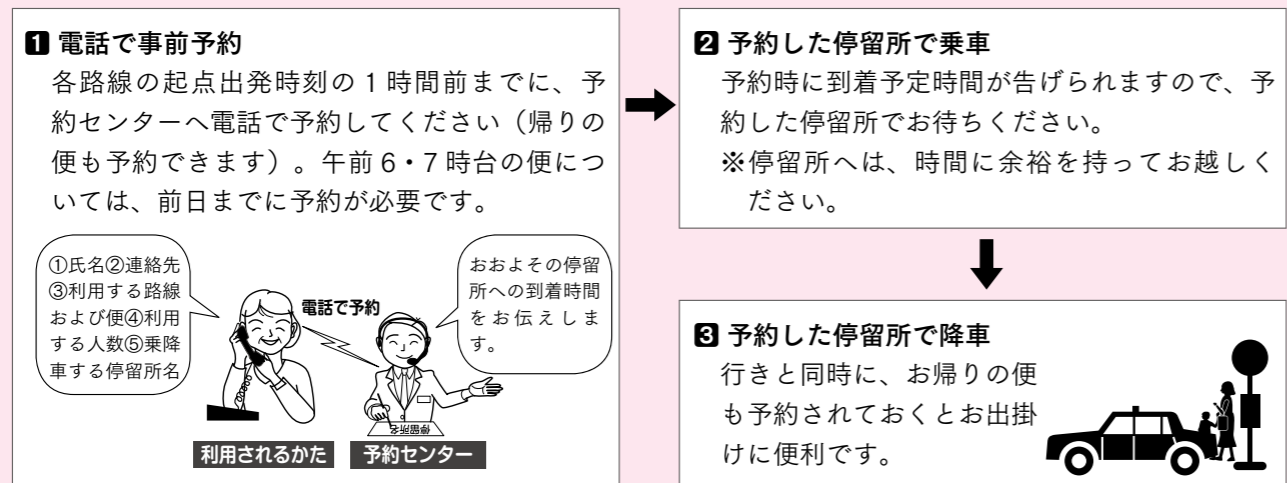 1 電話で事前予約
各路線の起点出発時刻の1時間前までに、予
約センターへ電話で予約してください（帰りの
便も予約できます）。午前6・7時台の便につ
いては、前日までに予約が必要です。
①氏名②連絡先
③利用する路線
および便④利用
する人数⑤乗降
車する停留所名
電話で予約
おおよその停留
所への到着時間
をお伝えしま
す。
停留所名
利用されるかた
予約センター
2 予約した停留所で乗車
予約時に到着予定時間が告げられますので、予
約した停留所でお待ちください。
※停留所へは、時間に余裕を持ってお越しく
ださい。
3 予約した停留所で降車
行きと同時に、お帰りの便
も予約されておくとお出掛
けに便利です。